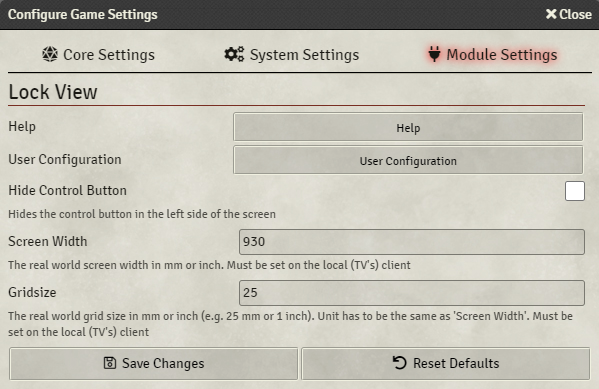 Configure Game Settings
Close
Core Settings
System Settings
Module Settings
Lock View
Help
Help
User Configuration
User Configuration
Hide Control Button
Hides the control button in the left side of the screen
Screen Width
930
The real world screen width in mm or inch. Must be set on the local (TV's) client
Gridsize
25
The real world grid size in mm or inch (e.g. 25 mm or 1 inch). Unit has to be the same as 'Screen Width'. Must be
set on the local (TV's) client
Save Changes
Reset Defaults